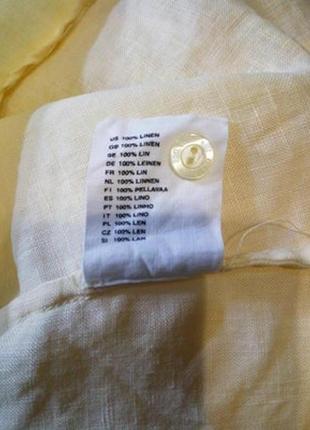 US 100% LINEN
GB 100% LINEN
SE 100% LIN
DE 100% LEINEN
FR 100% LIN
NL 100% LINNEN
FI 100% PELLAVAA
ES 100% LINO
PT 100% LINHO
IT 100% LINO
PL 100% LEN
CZ 100% LEN
SI 100% LAN